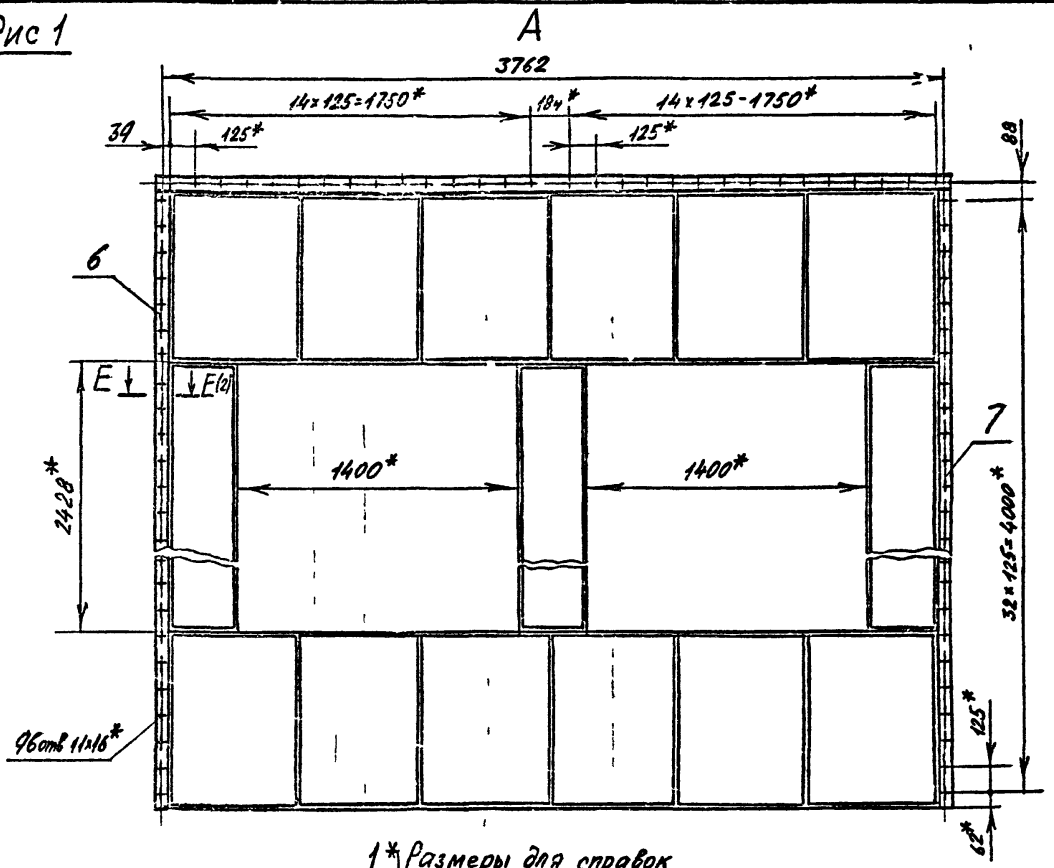 Рис 1
А
3762
14×125=1750*
184*
14×125-1750*
39
125*
125*
88
6
Е
Е(2)
7
2428*
1400*
1400*
32×125=4000*
125*
96отв 11×16*
62*
1* Размеры для справок